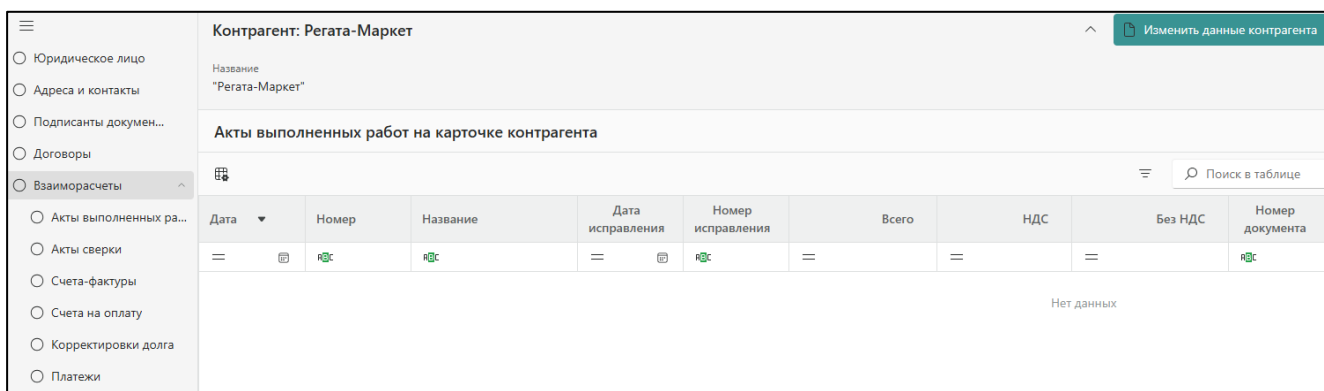 Контрагент: Регата-Маркет
Изменить данные контрагента
Юридическое лицо
Адреса и контакты
Подписанты докумен...
Договоры
Взаиморасчеты
Акты выполненных ра...
Акты сверки
Счета-фактуры
Счета на оплату
Корректировки долга
Платежи
Название
"Регата-Маркет"
Акты выполненных работ на карточке контрагента
Поиск в таблице
Дата
Номер
Название
Дата
исправления
Номер
исправления
Всего
НДС
Без НДС
Номер
документа
Нет данных